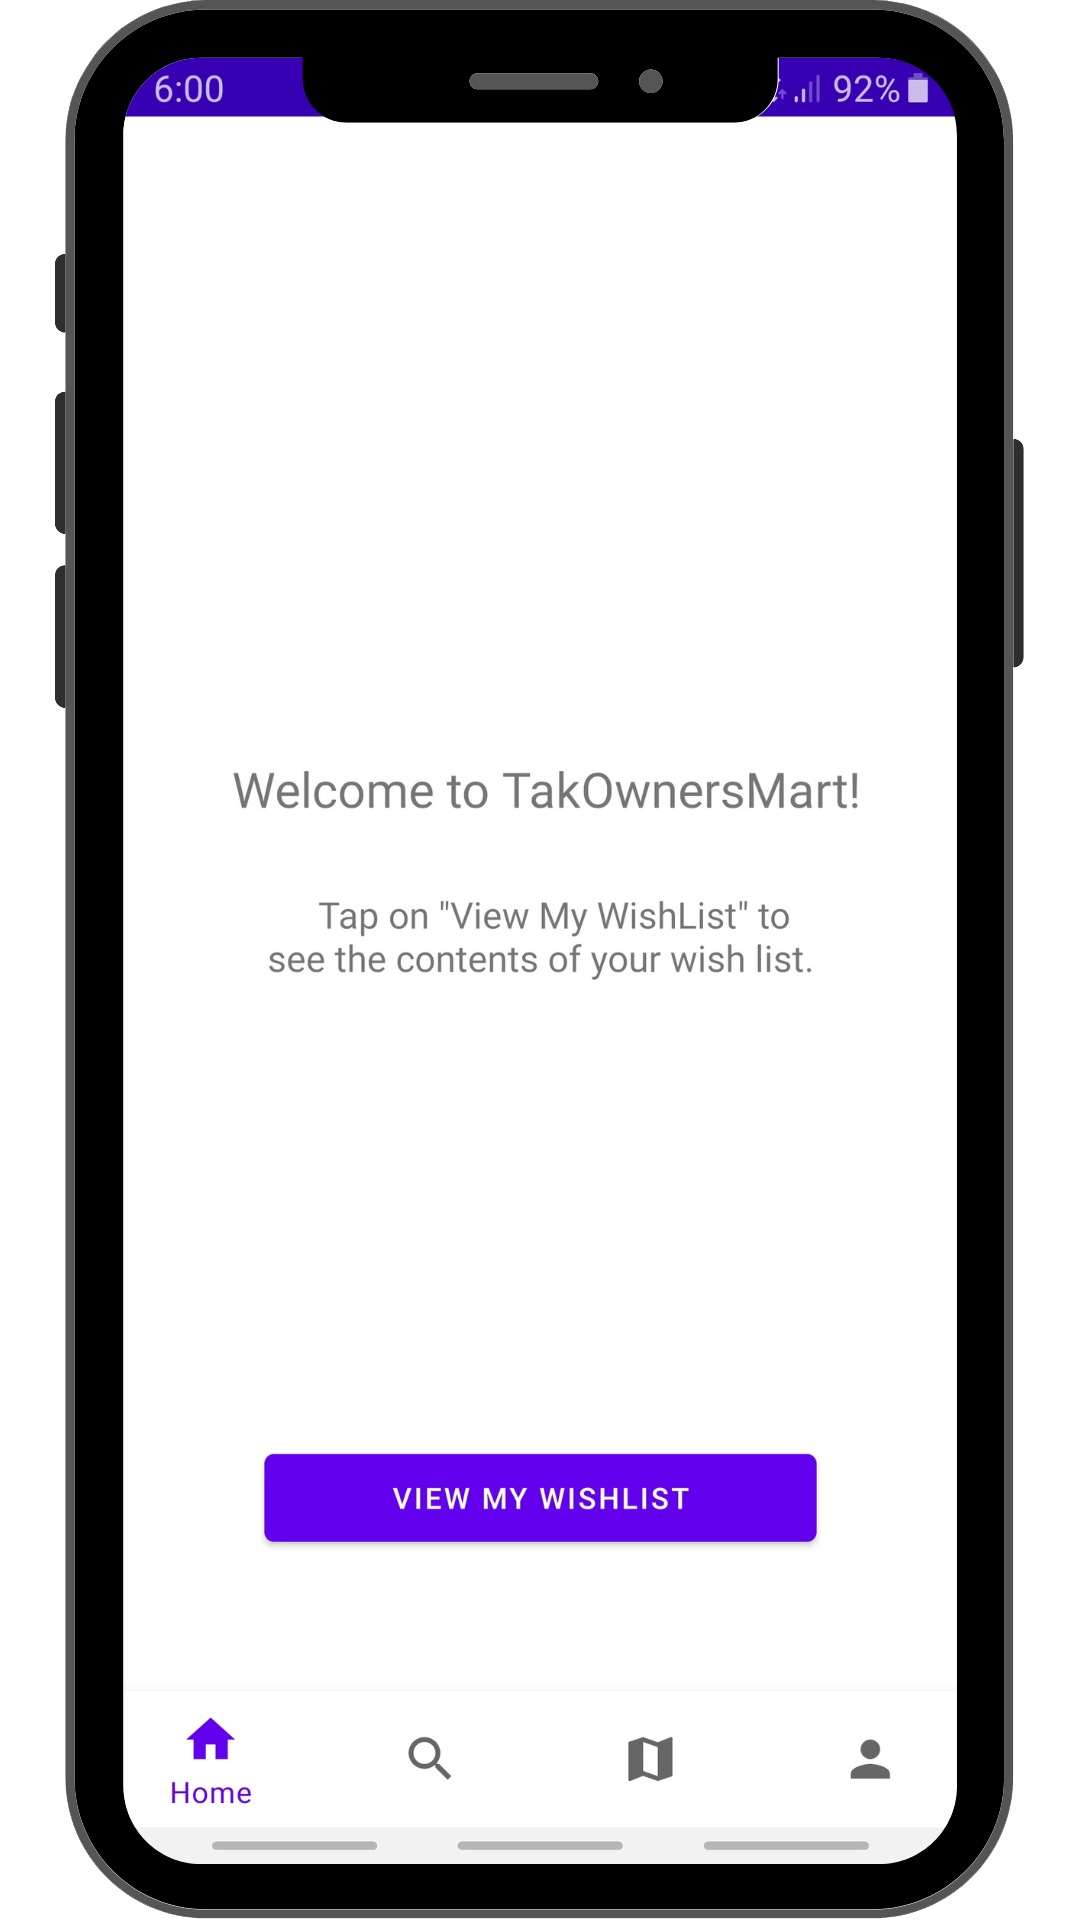 6:00
92%
Welcome to TakOwnersMart!
Tap on "View My WishList" to
see the contents of your wish list.
VIEW MY WISHLIST
Home